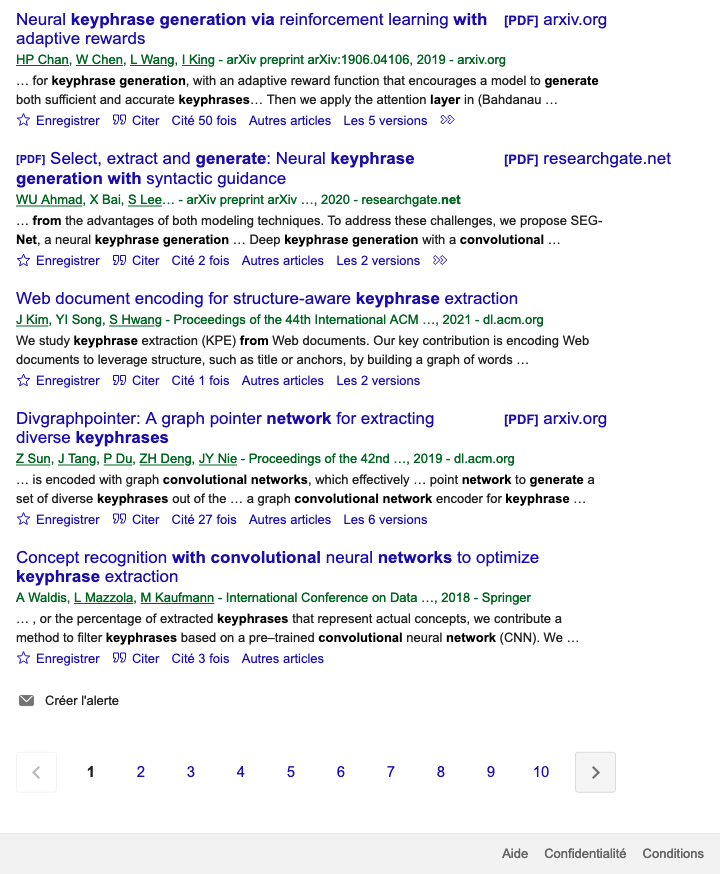 Neural keyphrase generation via reinforcement learning with [PDF] arxiv.org
adaptive rewards
HP Chan, W Chen, L Wang, I King - arXiv preprint arXiv:1906.04106, 2019 - arxiv.org
… for keyphrase generation, with an adaptive reward function that encourages a model to generate
both sufficient and accurate keyphrases… Then we apply the attention layer in (Bahdanau …
Enregistrer Citer Cité 50 fois Autres articles Les 5 versions
[PDF] Select, extract and generate: Neural keyphrase [PDF] researchgate.net
generation with syntactic guidance
WU Ahmad, X Bai, S Lee… - arXiv preprint arXiv …, 2020 - researchgate.net
… from the advantages of both modeling techniques. To address these challenges, we propose SEG-
Net, a neural keyphrase generation … Deep keyphrase generation with a convolutional …
Enregistrer Citer Cité 2 fois Autres articles Les 2 versions
Web document encoding for structure-aware keyphrase extraction
J Kim, YI Song, S Hwang - Proceedings of the 44th International ACM …, 2021 - dl.acm.org
We study keyphrase extraction (KPE) from Web documents. Our key contribution is encoding Web
documents to leverage structure, such as title or anchors, by building a graph of words …
Enregistrer Citer Cité 1 fois Autres articles Les 2 versions
Divgraphpointer: A graph pointer network for extracting [PDF] arxiv.org
diverse keyphrases
Z Sun, J Tang, P Du, ZH Deng, JY Nie - Proceedings of the 42nd …, 2019 - dl.acm.org
… is encoded with graph convolutional networks, which effectively … point network to generate a
set of diverse keyphrases out of the … a graph convolutional network encoder for keyphrase …
Enregistrer Citer Cité 27 fois Autres articles Les 6 versions
Concept recognition with convolutional neural networks to optimize
keyphrase extraction
A Waldis, L Mazzola, M Kaufmann - International Conference on Data …, 2018 - Springer
… , or the percentage of extracted keyphrases that represent actual concepts, we contribute a
method to filter keyphrases based on a pre–trained convolutional neural network (CNN). We …
Enregistrer Citer Cité 3 fois Autres articles
Créer l'alerte
1 2 3 4 5 6 7 8 9 10
Aide Confidentialité Conditions